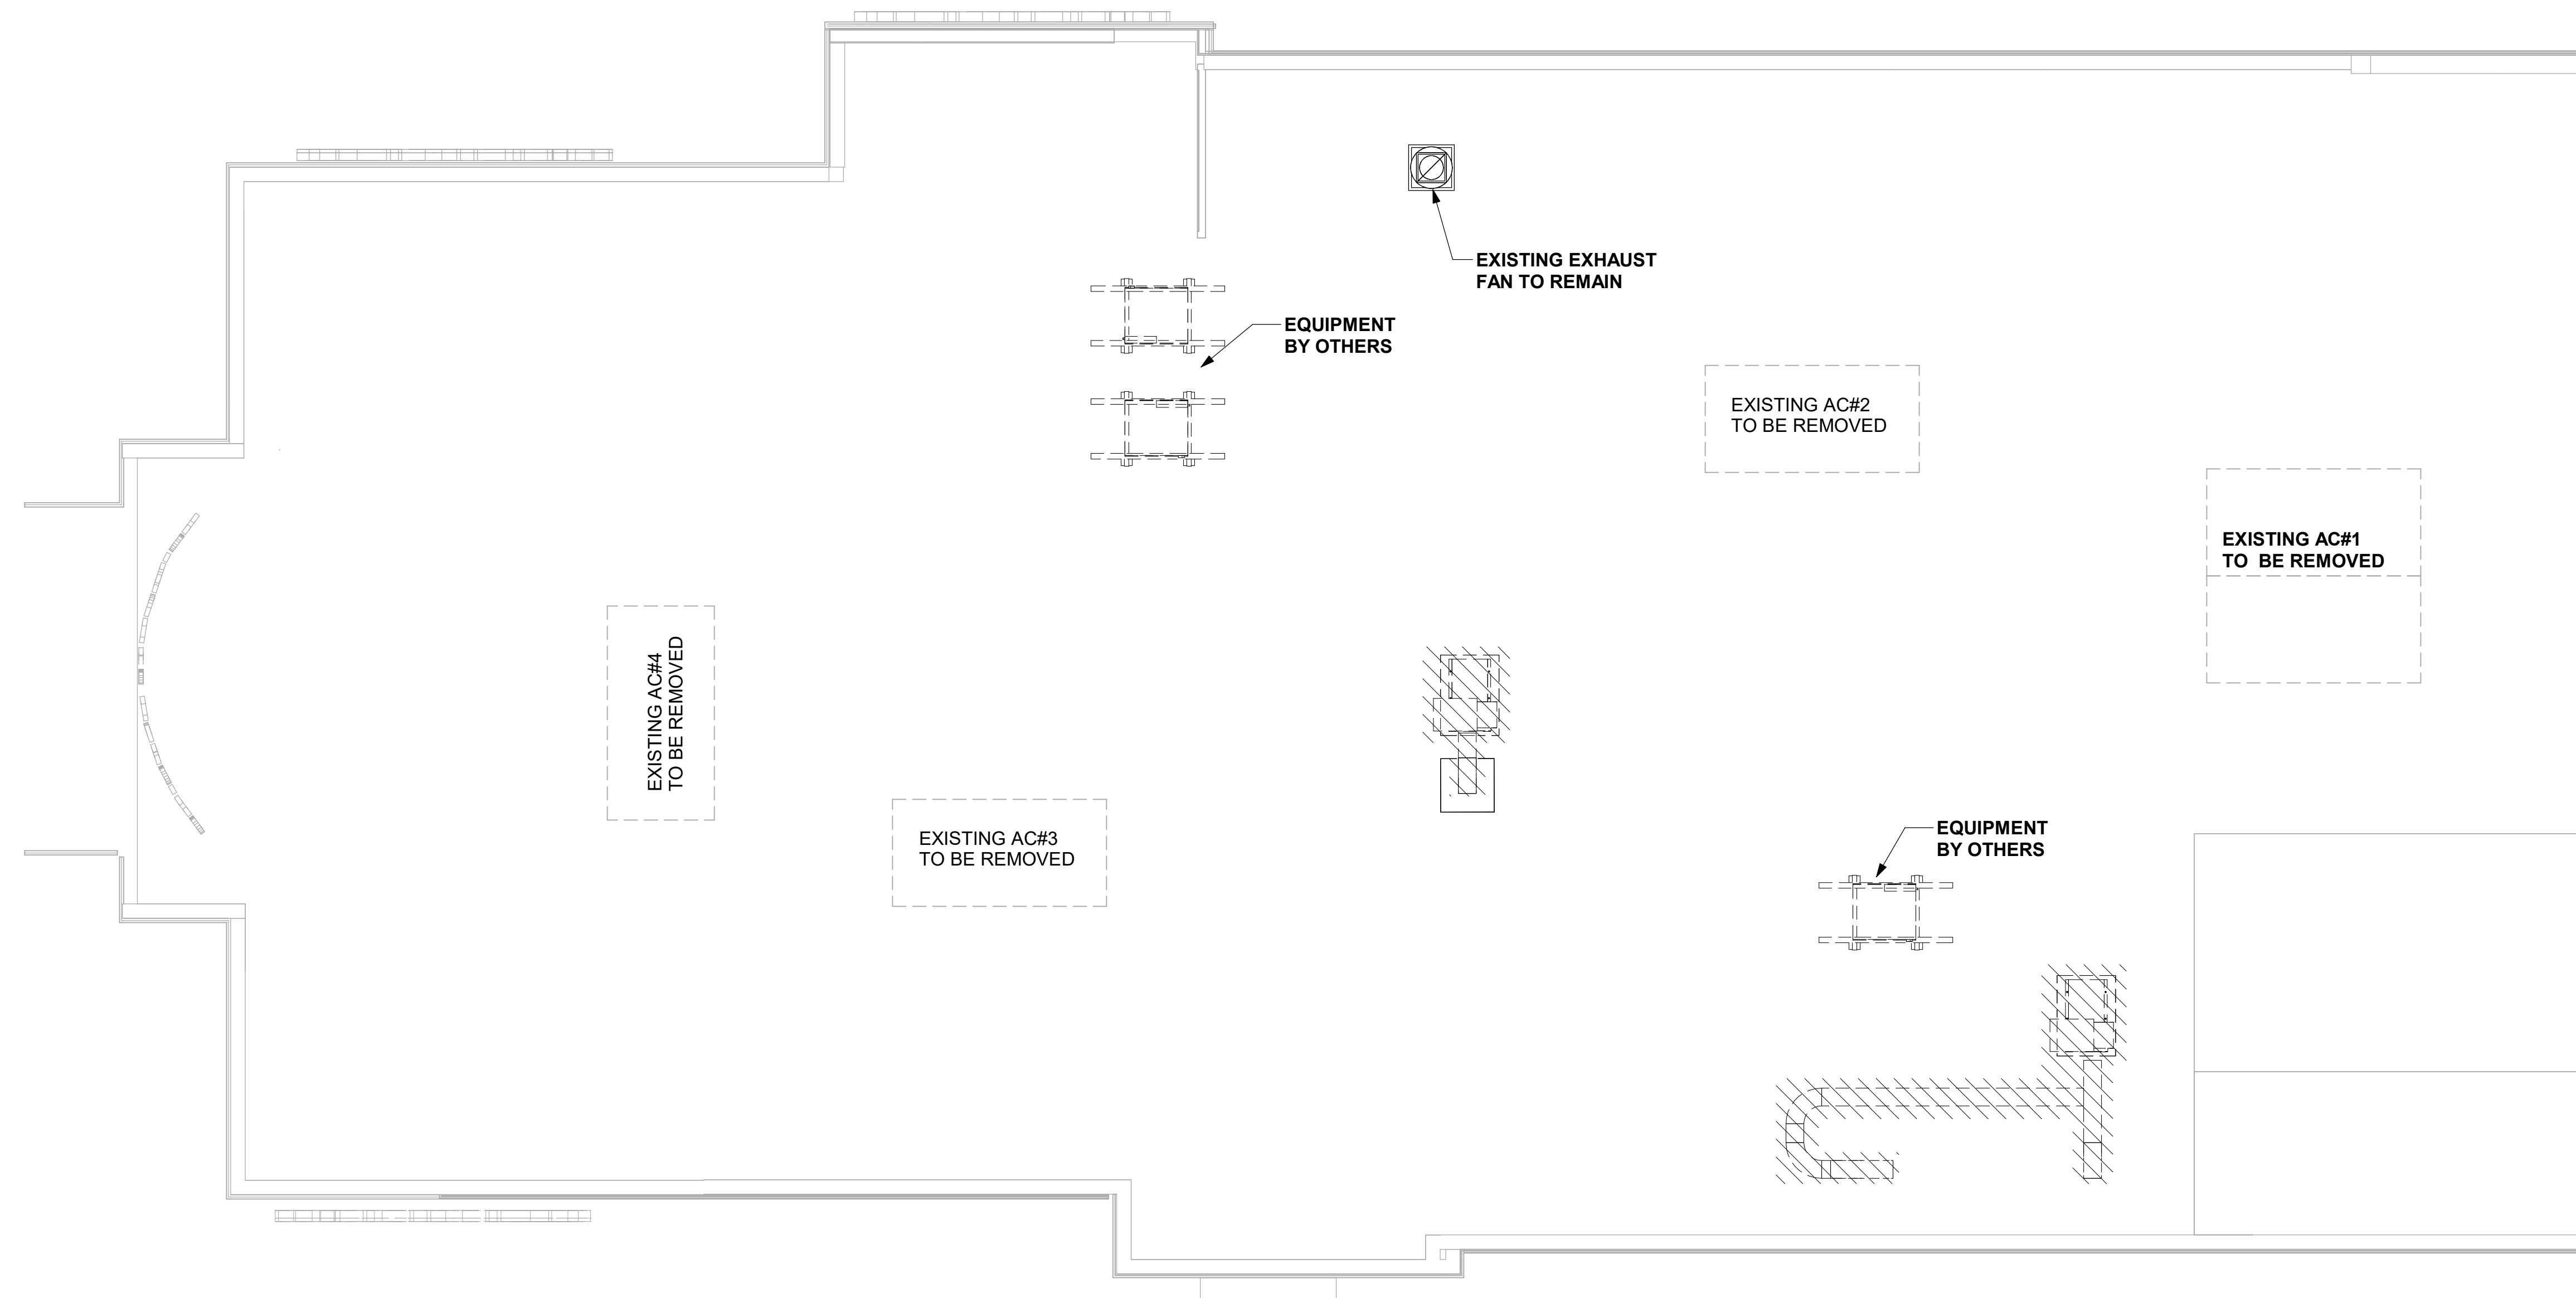 EXISTING EXHAUST
FAN TO REMAIN
EQUIPMENT
BY OTHERS
EXISTING AC#2
TO BE REMOVED
EXISTING AC#1
TO  BE REMOVED
EXISTING AC#4
TO BE REMOVED
EXISTING AC#3
TO BE REMOVED
EQUIPMENT
BY OTHERS